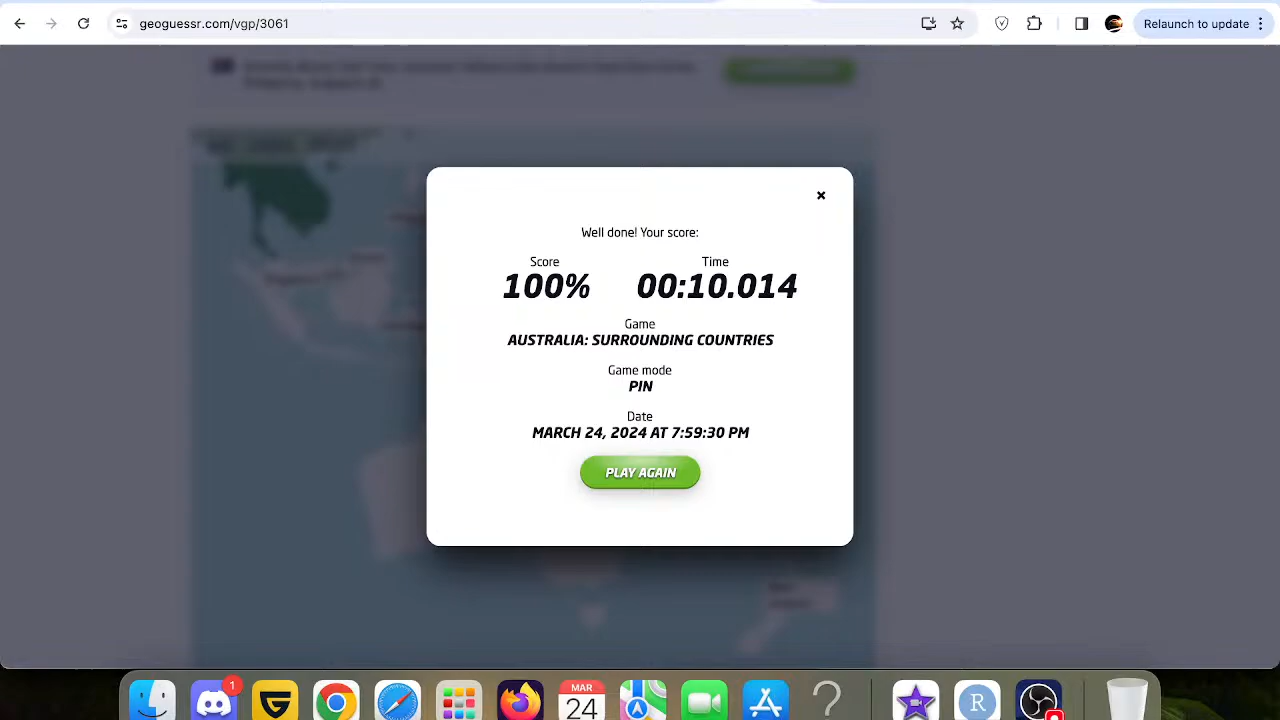 geoguessr.com/vgp/3061
Relaunch to update
Well done! Your score:
Score
100%
Time
00:10.014
Game
AUSTRALIA: SURROUNDING COUNTRIES
Game mode
PIN
Date
MARCH 24, 2024 AT 7:59:30 PM
PLAY AGAIN
1
MAR
24
R